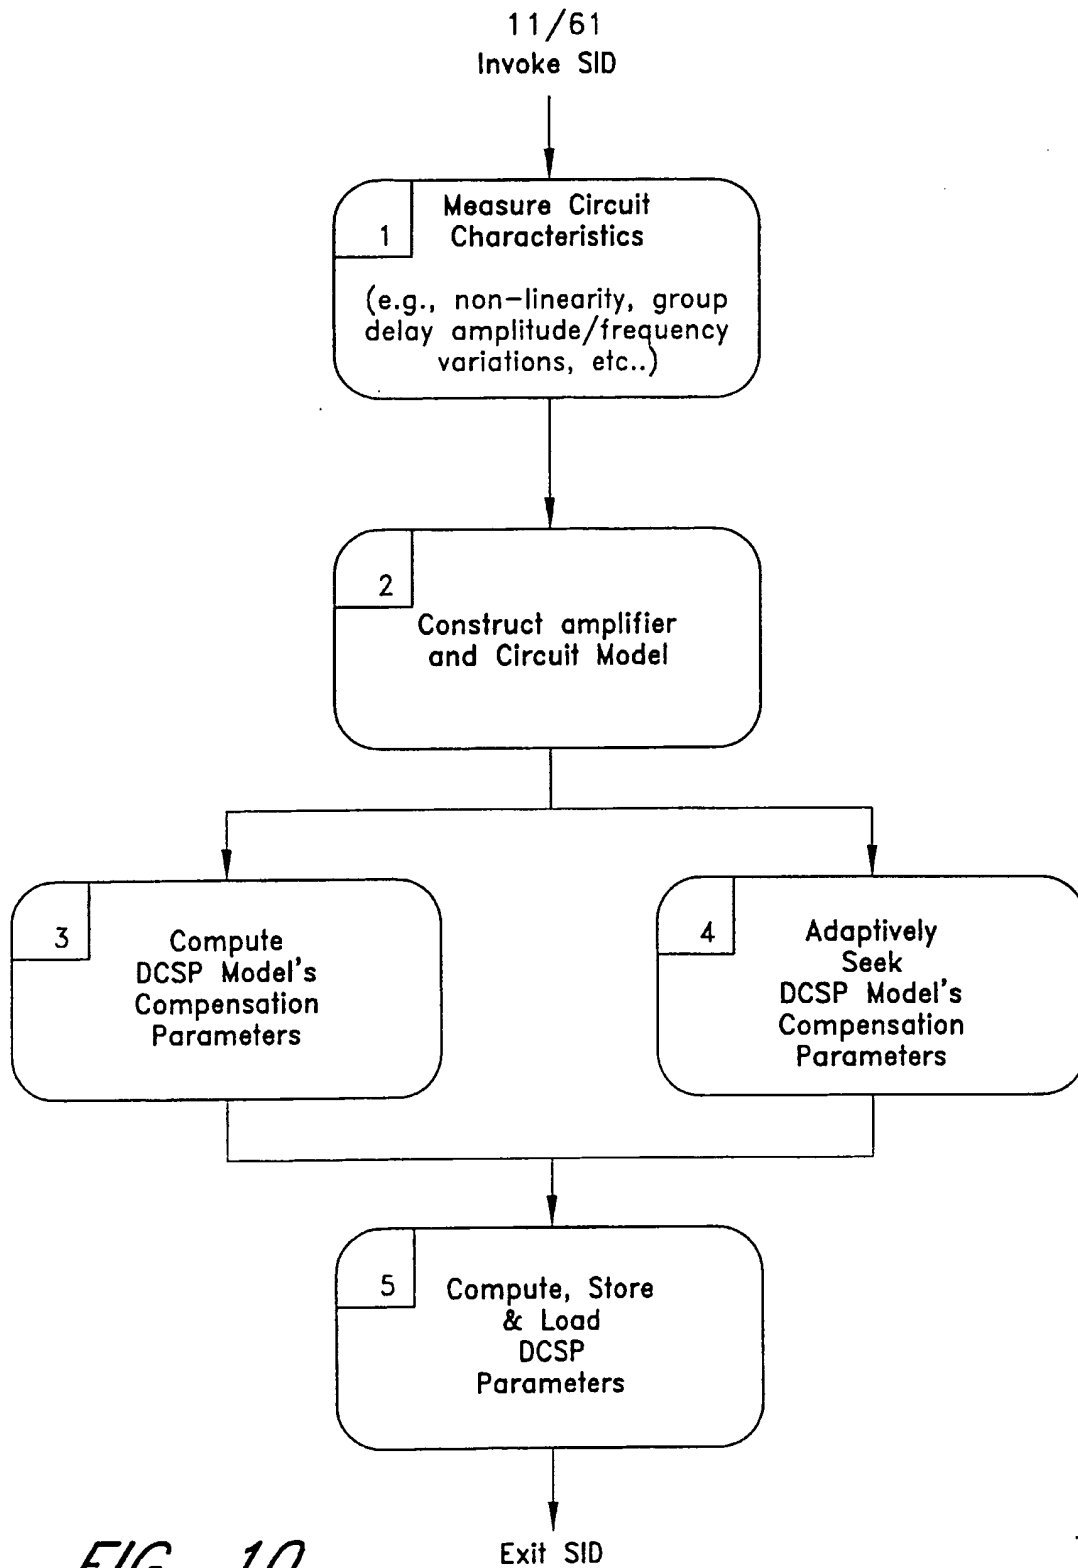 11/61
Invoke SID
1
Measure Circuit
Characteristics
(e.g., non-linearity, group
delay amplitude/frequency
variations, etc..)
2
Construct amplifier
and Circuit Model
3
Compute
DCSP Model's
Compensation
Parameters
4
Adaptively
Seek
DCSP Model's
Compensation
Parameters
5
Compute, Store
& Load
DCSP
Parameters
Exit SID
FIG. 10